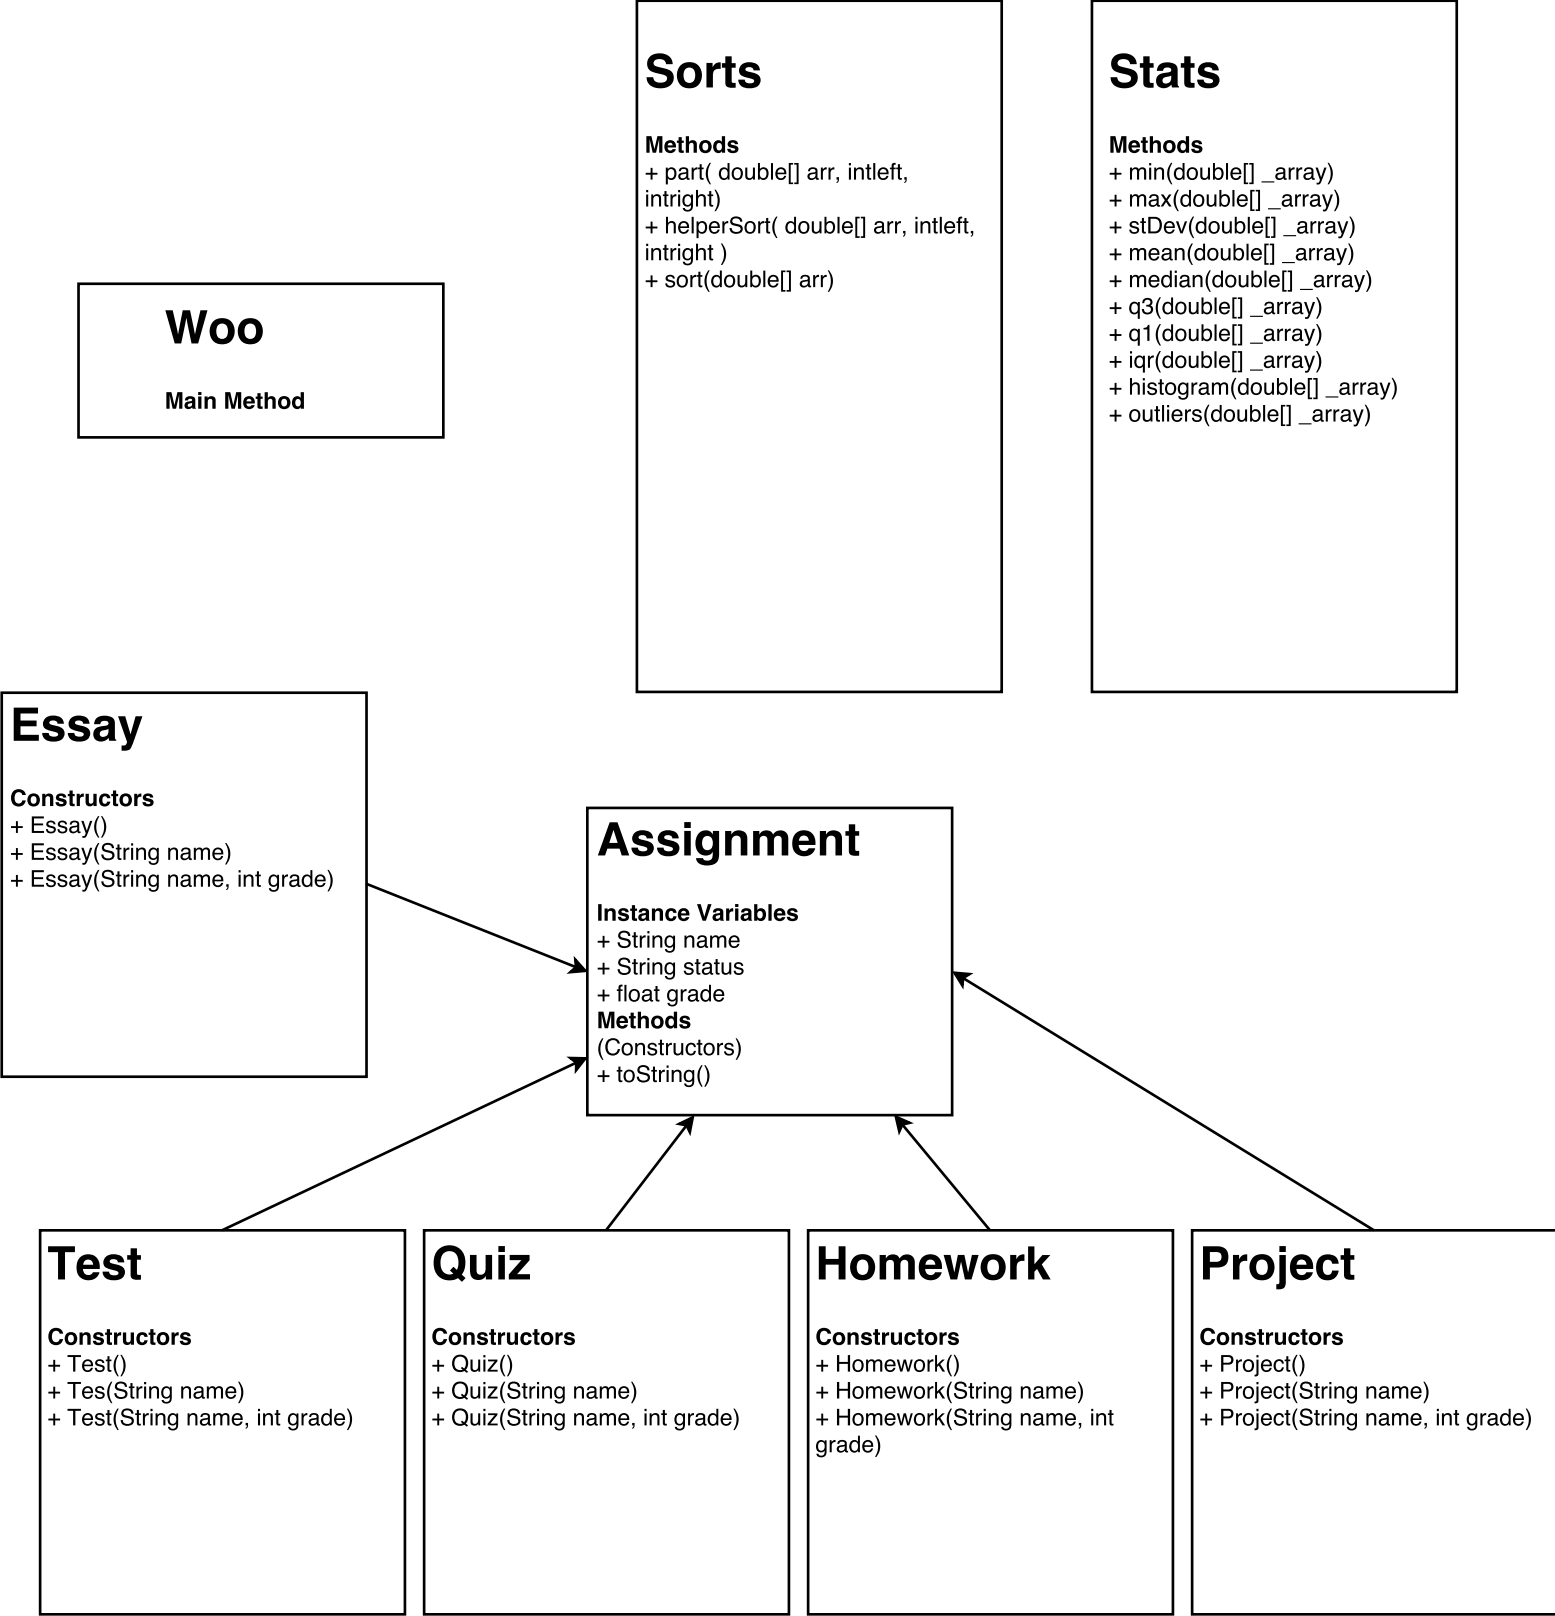 Sorts
Methods
+ part( double[] arr, intleft,
intright)
+ helperSort( double[] arr, intleft,
intright )
+ sort(double[] arr)
Stats
Methods
+ min(double[] _array)
+ max(double[] _array)
+ stDev(double[] _array)
+ mean(double[] _array)
+ median(double[] _array)
+ q3(double[] _array)
+ q1(double[] _array)
+ iqr(double[] _array)
+ histogram(double[] _array)
+ outliers(double[] _array)
Woo
Main Method
Essay
Constructors
+ Essay()
+ Essay(String name)
+ Essay(String name, int grade)
Assignment
Instance Variables
+ String name
+ String status
+ float grade
Methods
(Constructors)
+ toString()
Test
Constructors
+ Test()
+ Tes(String name)
+ Test(String name, int grade)
Quiz
Constructors
+ Quiz()
+ Quiz(String name)
+ Quiz(String name, int grade)
Homework
Constructors
+ Homework()
+ Homework(String name)
+ Homework(String name, int
grade)
Project
Constructors
+ Project()
+ Project(String name)
+ Project(String name, int grade)